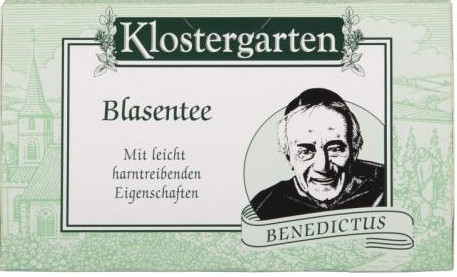 Klostergarten
Blasentee
Mit leicht
harntreibenden
Eigenschaften
BENEDICTUS